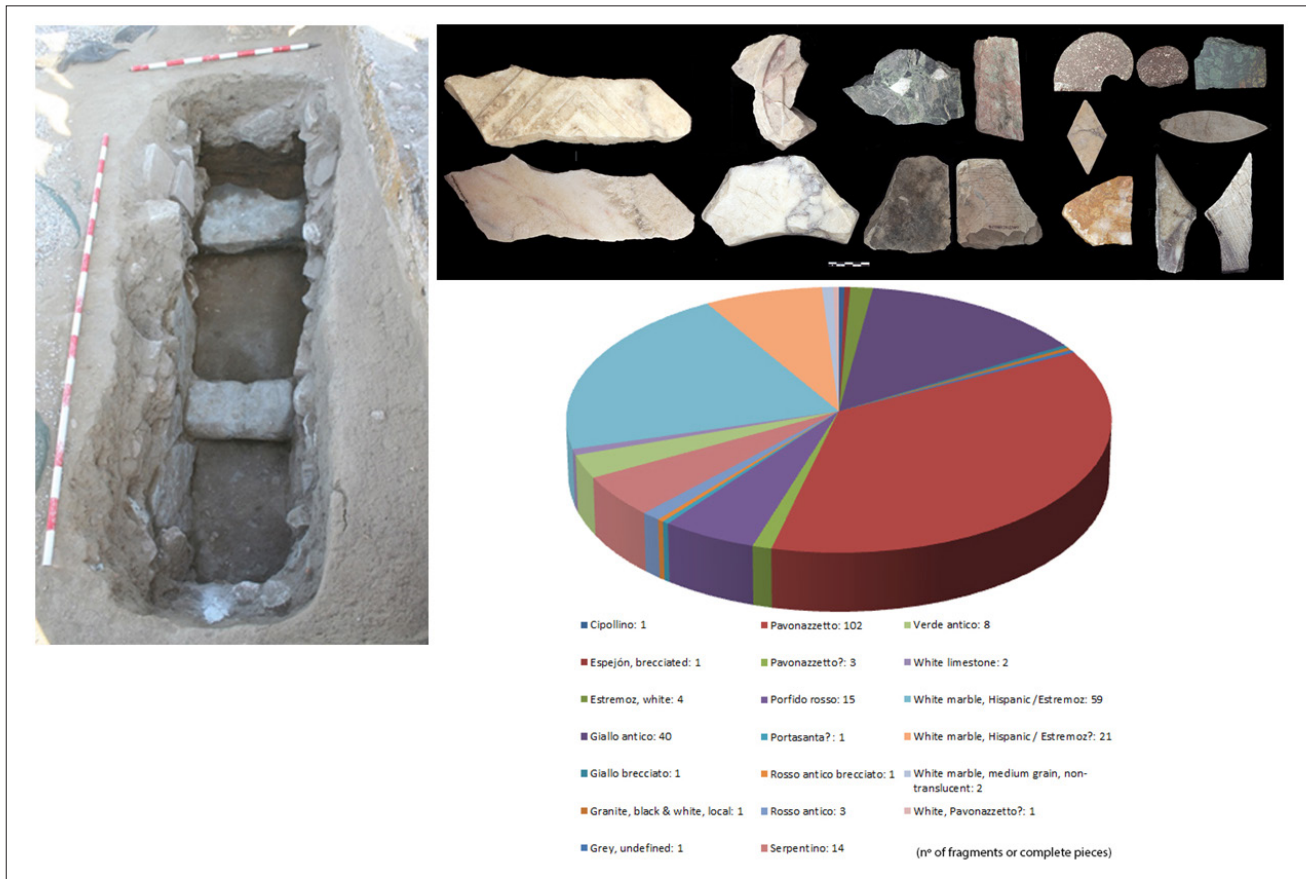 Cipollino: 1
Pavonazzetto: 102
Verde antico: 8
Espejón, brecciated: 1
Pavonazzetto?: 3
White limestone: 2
Estremoz, white: 4
Porfido rosso: 15
White marble, Hispanic /Estremoz: 59
Giallo antico: 40
Portasanta? : 1
White marble, Hispanic / Estremoz?: 21
Giallo brecciato: 1
Rosso antico brecciato: 1
White marble, medium grain, non-
translucent: 2
Granite, black & white, local: 1
Rosso antico: 3
White, Pavonazzetto? : 1
Grey, undefined: 1
Serpentino: 14
(nº of fragments or complete pieces)